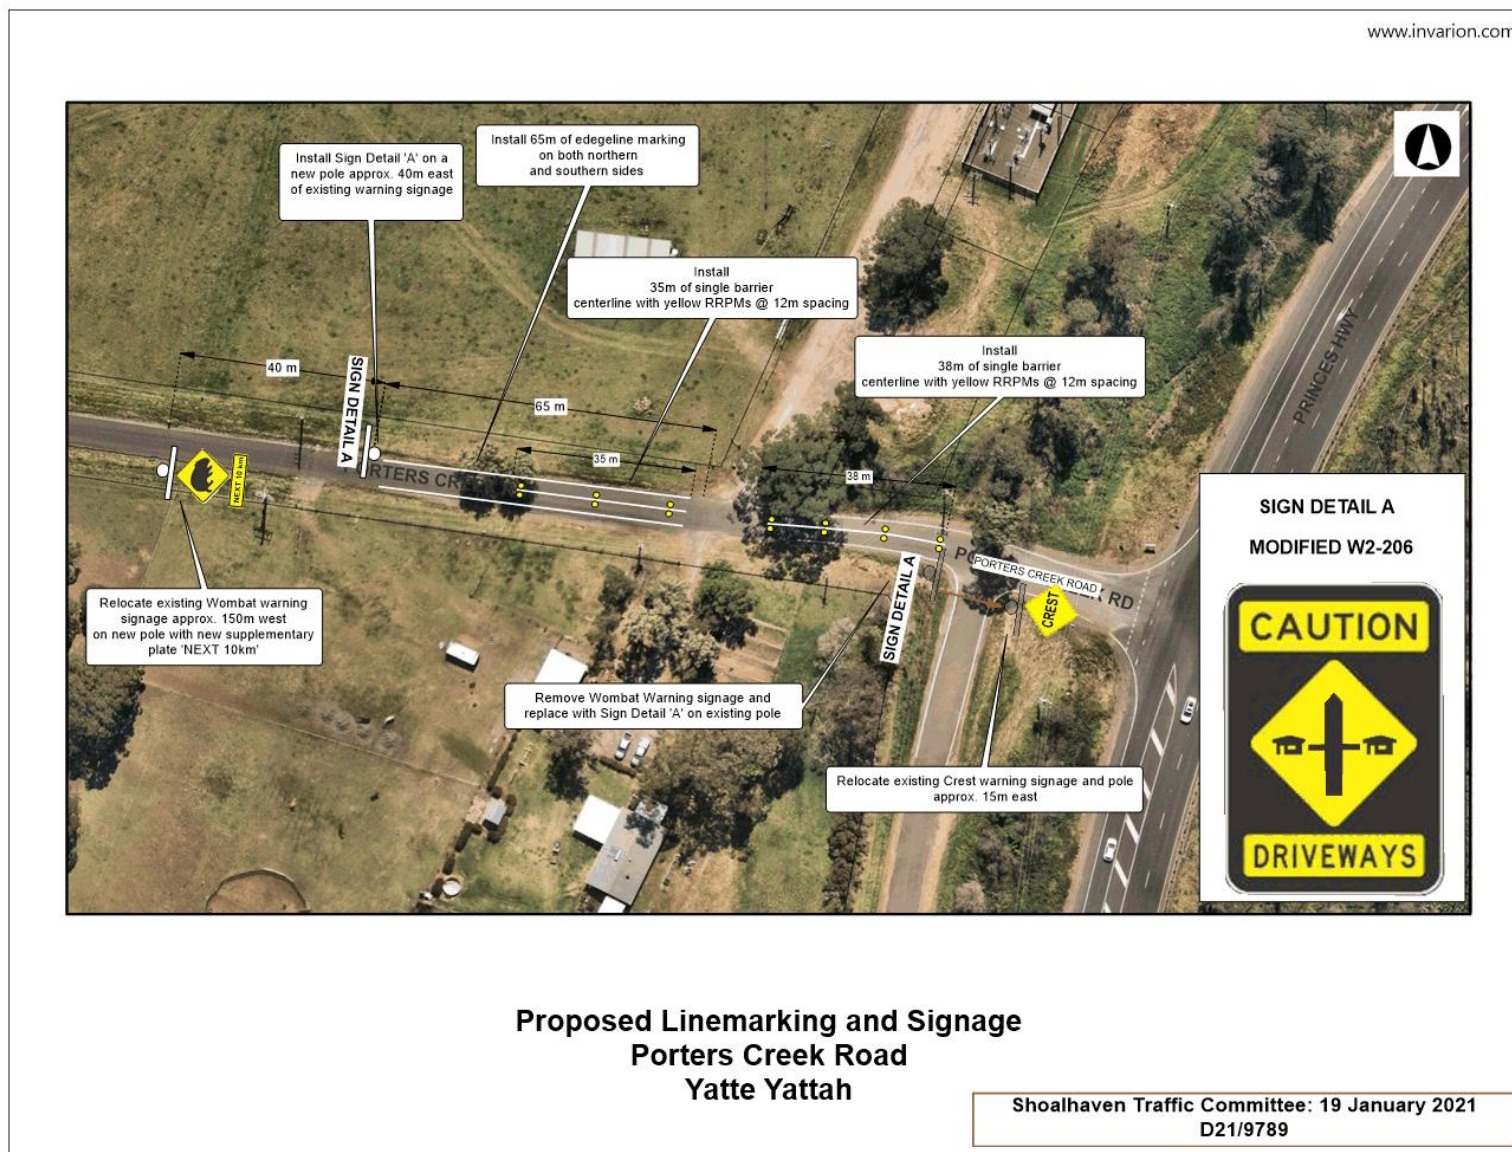 www.invarion.com
Install Sign Detail 'A' on a
new pole approx. 40m east
of existing warning signage
Install 65m of edegeline marking
on both northern
and southern sides
Install
35m of single barrier
centerline with yellow RRPMs @ 12m spacing
Install
38m of single barrier
centerline with yellow RRPMs @ 12m spacing
PRINCES HWY
40 m
SIGN DETAIL A
65 m
35 m
38 m
NEXT 10 km
PORTERS CREEK
SIGN DETAIL A
PORTERS CREEK ROAD
RD
CREST
Relocate existing Wombat warning
signage approx. 150m west
on new pole with new supplementary
plate 'NEXT 10km'
Remove Wombat Warning signage and
replace with Sign Detail 'A' on existing pole
Relocate existing Crest warning signage and pole
approx. 15m east
SIGN DETAIL A
MODIFIED W2-206
CAUTION
DRIVEWAYS
Proposed Linemarking and Signage
Porters Creek Road
Yatte Yattah
Shoalhaven Traffic Committee: 19 January 2021
D21/9789